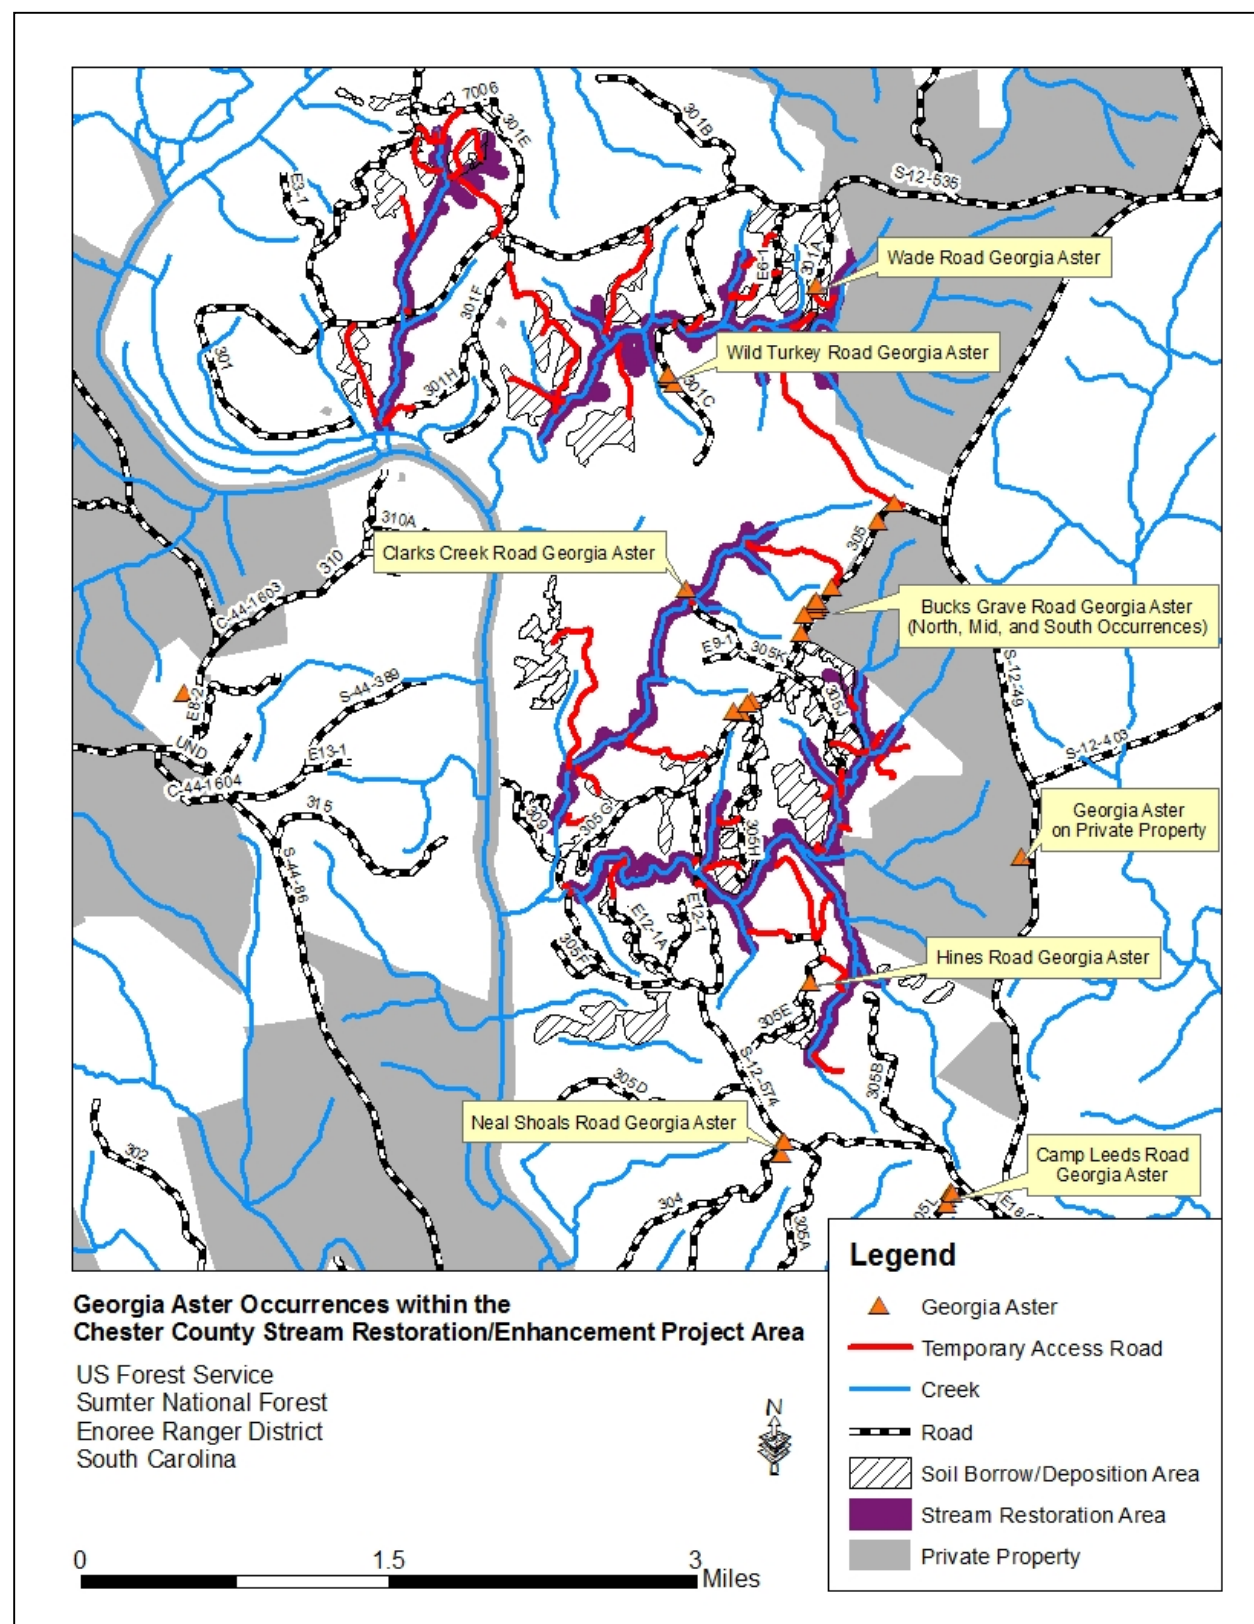 7006
301E
301B
S-12-535
E3-1
Wade Road Georgia Aster
E6-1
301A
301F
Wild Turkey Road Georgia Aster
301
301H
301C
310A
305
Clarks Creek Road Georgia Aster
310
C-44-1603
Bucks Grave Road Georgia Aster
(North, Mid, and South Occurrences)
E9-1
305K
S-12-49
305J
S-44-389
E8-2
UND
E13-1
S-12-403
C-44-1604
315
309
305G
305H
Georgia Aster
on Private Property
S-44-86
E12-1A
E12-1
305F
Hines Road Georgia Aster
305E
S-12-574
305B
305D
Neal Shoals Road Georgia Aster
302
Camp Leeds Road
Georgia Aster
304
305A
Legend
Georgia Aster
Temporary Access Road
Creek
Road
Soil Borrow/Deposition Area
Stream Restoration Area
Private Property
Georgia Aster Occurrences within the
Chester County Stream Restoration/Enhancement Project Area
US Forest Service
Sumter National Forest
Enoree Ranger District
South Carolina
N
0 1.5 3
Miles